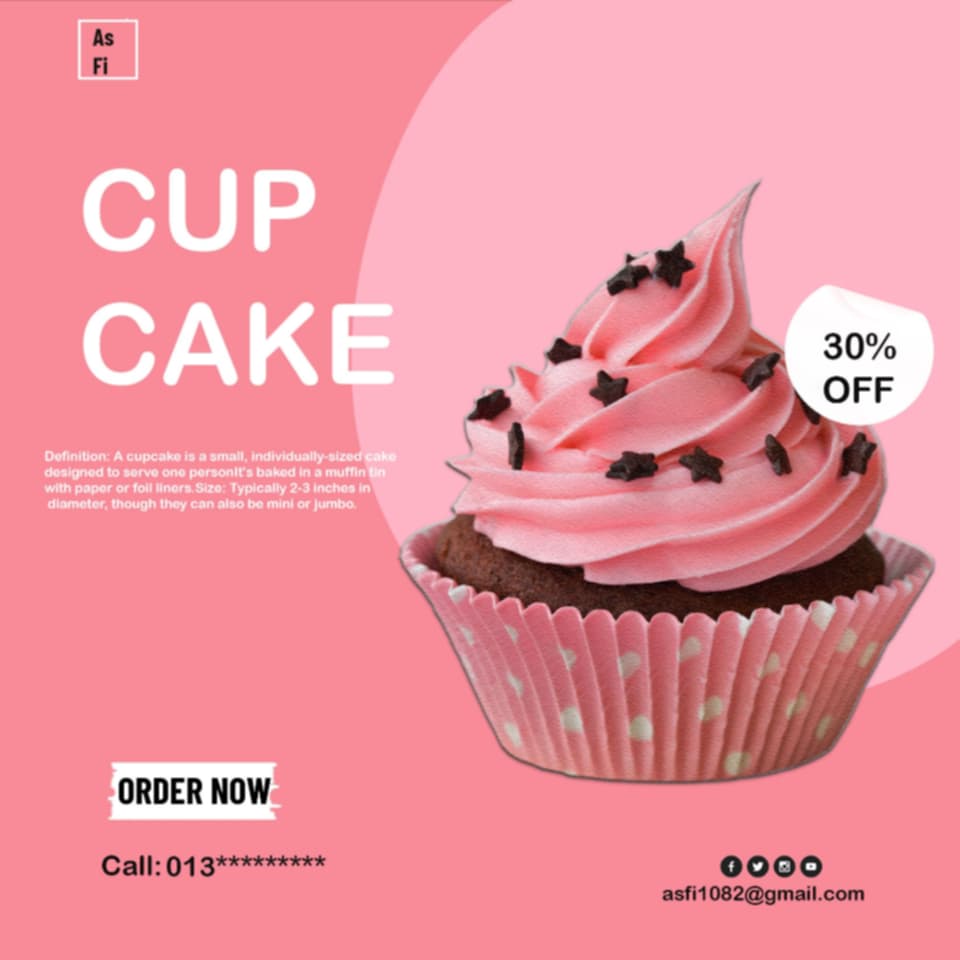 As
Fi
CUP
CAKE
30%
OFF
Definition: A cupcake is a small, individually-sized cake
designed to serve one personIt's baked in a muffin tin
with paper or foil liners.Size: Typically 2-3 inches in
diameter, though they can also be mini or jumbo.
ORDER NOW
Call:013*********
asfi1082@gmail.com